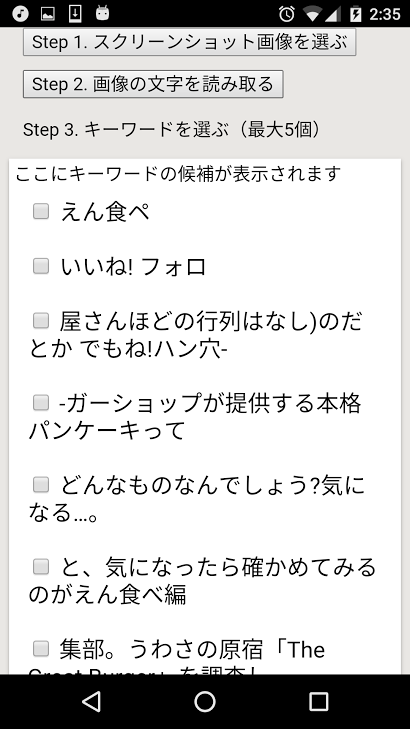 2:35
Step 1. スクリーンショット画像を選ぶ
Step 2. 画像の文字を読み取る
Step 3. キーワードを選ぶ（最大5個）
ここにキーワードの候補が表示されます
えん食ペ
いいね! フォロ
屋さんほどの行列はなし)のだ
とか でもね!ハン穴-
-ガーショップが提供する本格
パンケーキって
どんなものなんでしょう?気に
なる...。
と、気になったら確かめてみる
のがえん食べ編
集部。うわさの原宿「The
Great Burger」を調査!